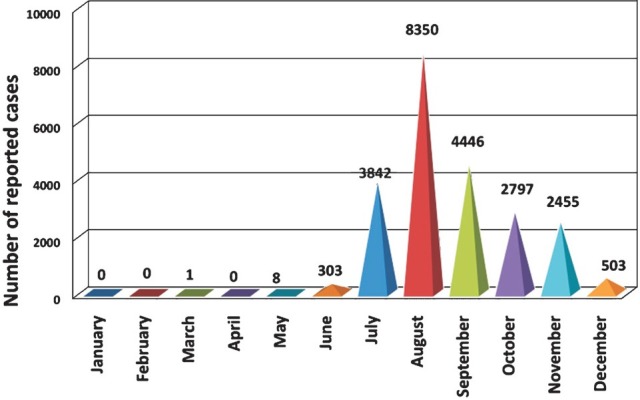 Number of reported cases
10000
8000
6000
4000
2000
0
0
0
1
0
8
303
3842
8350
4446
2797
2455
503
January
February
March
April
May
June
July
August
September
October
November
December